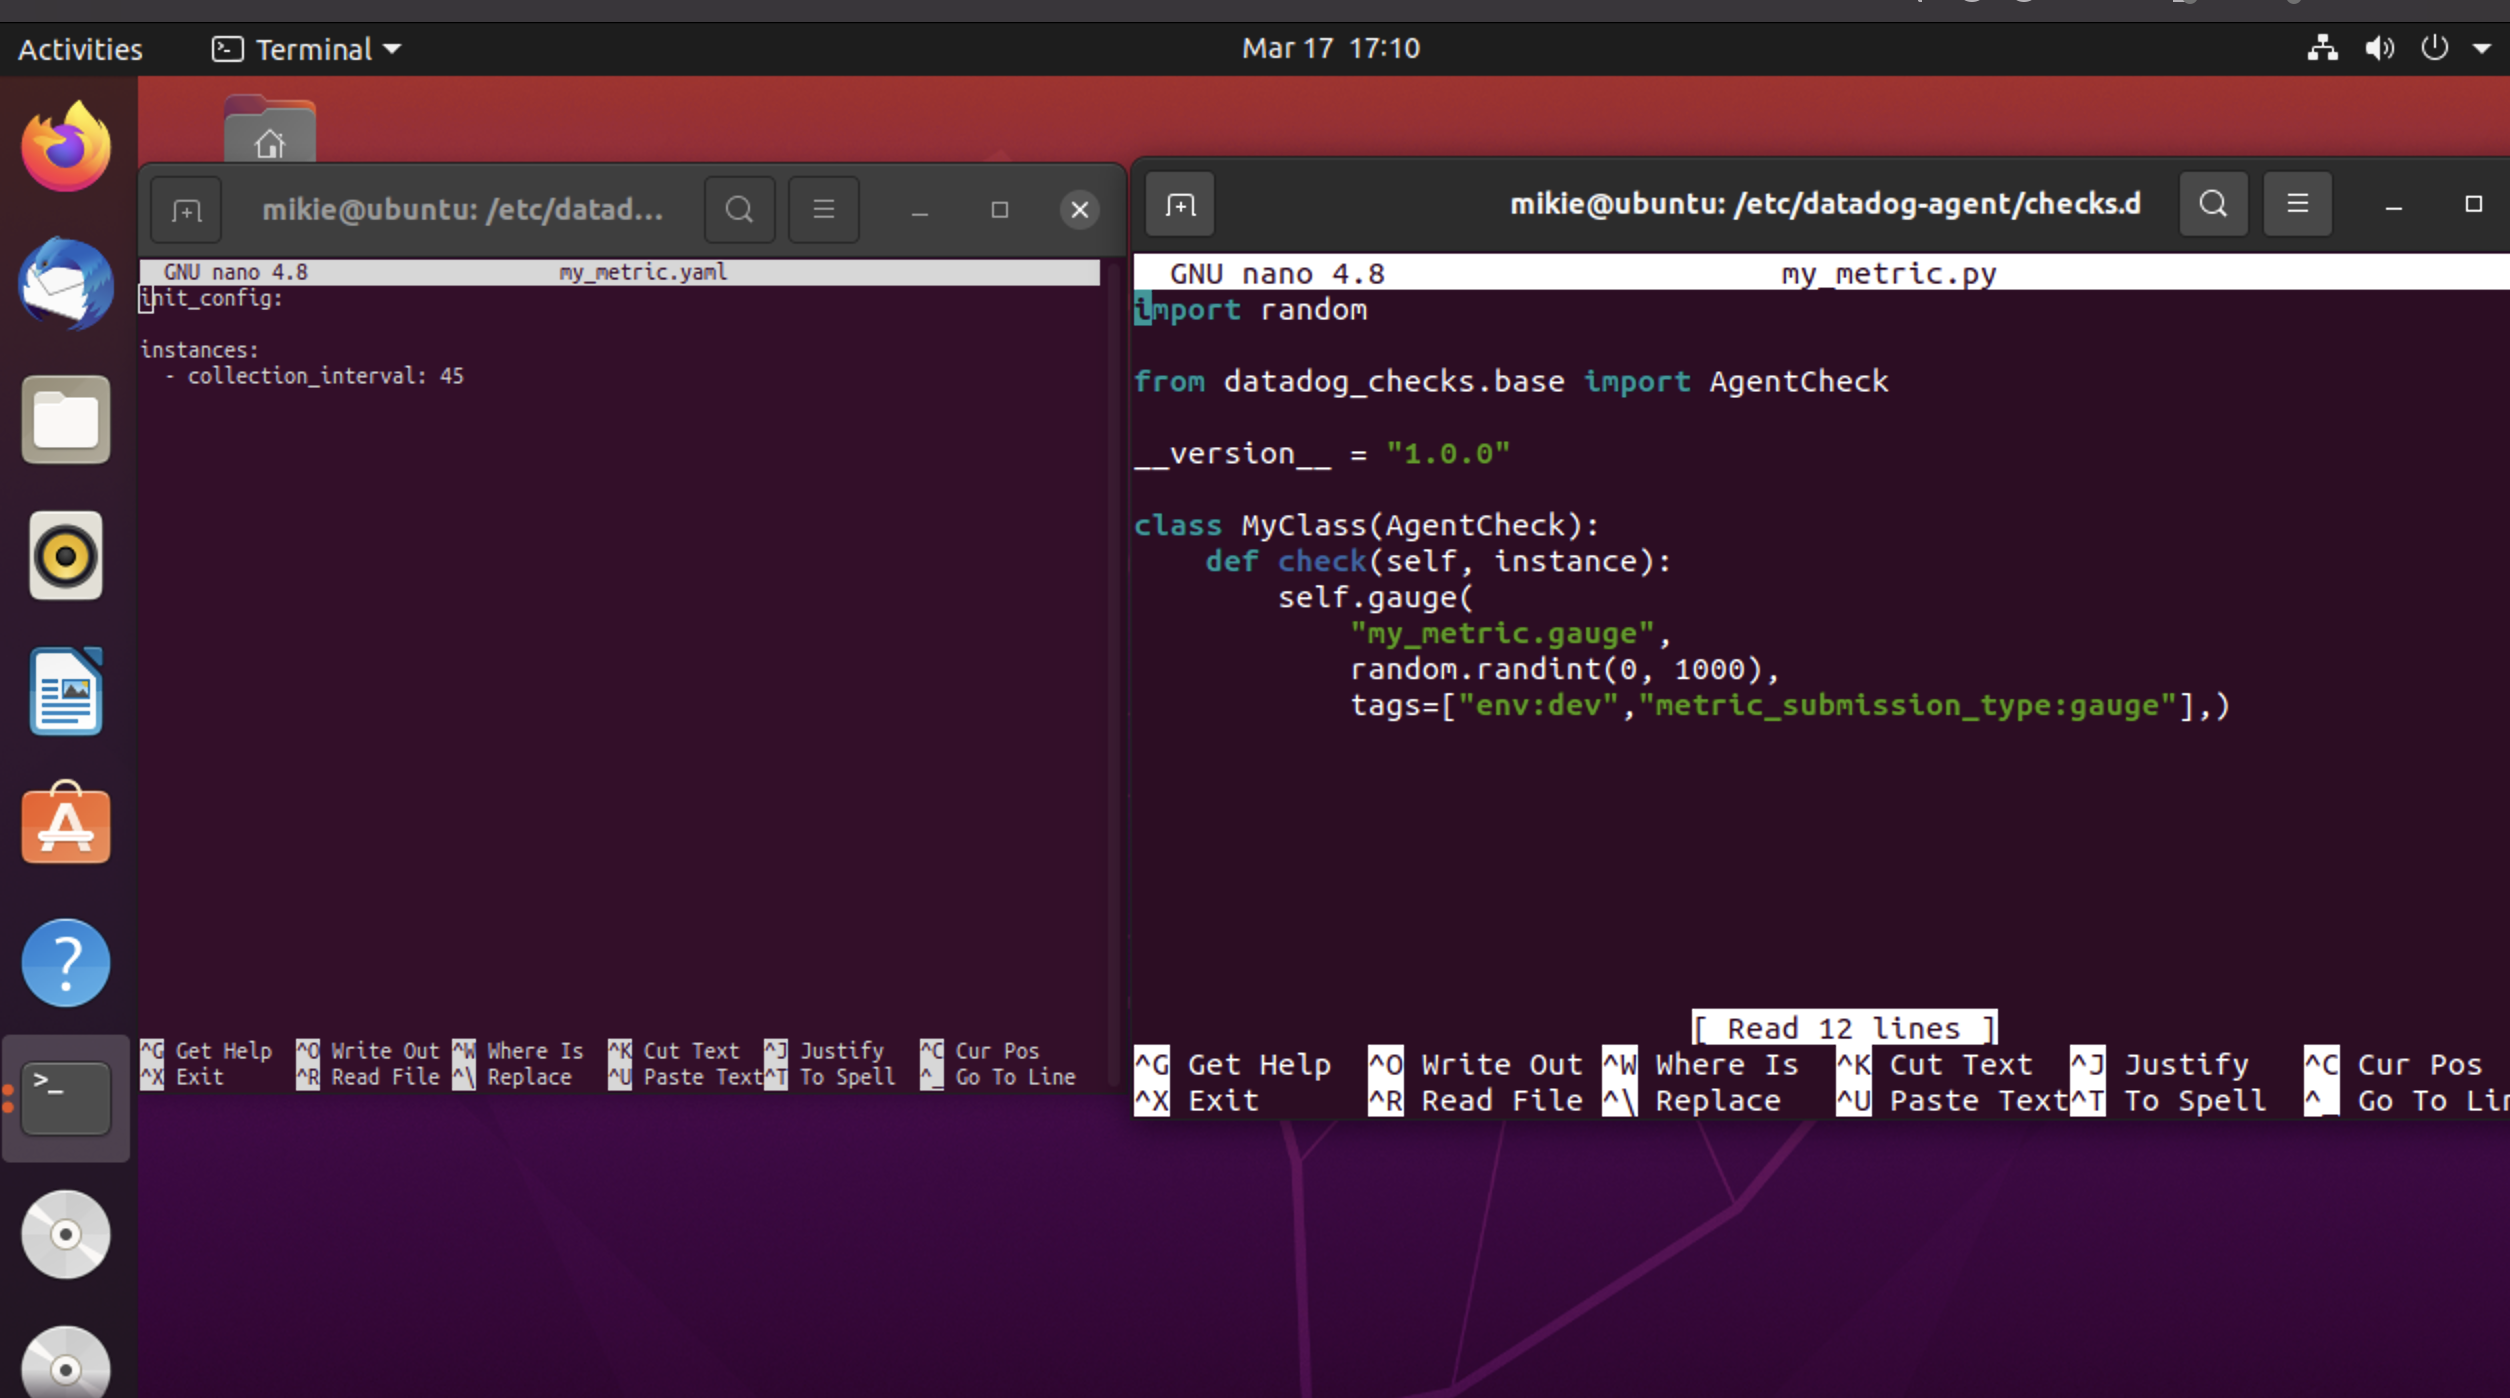 Activities Terminal Mar 17 17:10
mikie@ubuntu: /etc/datad...
GNU nano 4.8 my_metric.yaml
init_config:
instances:
- collection_interval: 45
^G Get Help ^O Write Out ^W Where Is ^K Cut Text ^J Justify ^C Cur Pos
^X Exit ^R Read File ^\ Replace ^U Paste Text ^T To Spell ^_ Go To Line
mikie@ubuntu: /etc/datadog-agent/checks.d
GNU nano 4.8 my_metric.py
import random
from datadog_checks.base import AgentCheck
__version__ = "1.0.0"
class MyClass(AgentCheck):
def check(self, instance):
self.gauge(
"my_metric.gauge",
random.randint(0, 1000),
tags=["env:dev","metric_submission_type:gauge"],)
[ Read 12 lines ]
^G Get Help ^O Write Out ^W Where Is ^K Cut Text ^J Justify ^C Cur Pos
^X Exit ^R Read File ^\ Replace ^U Paste Text ^T To Spell ^_ Go To Lin